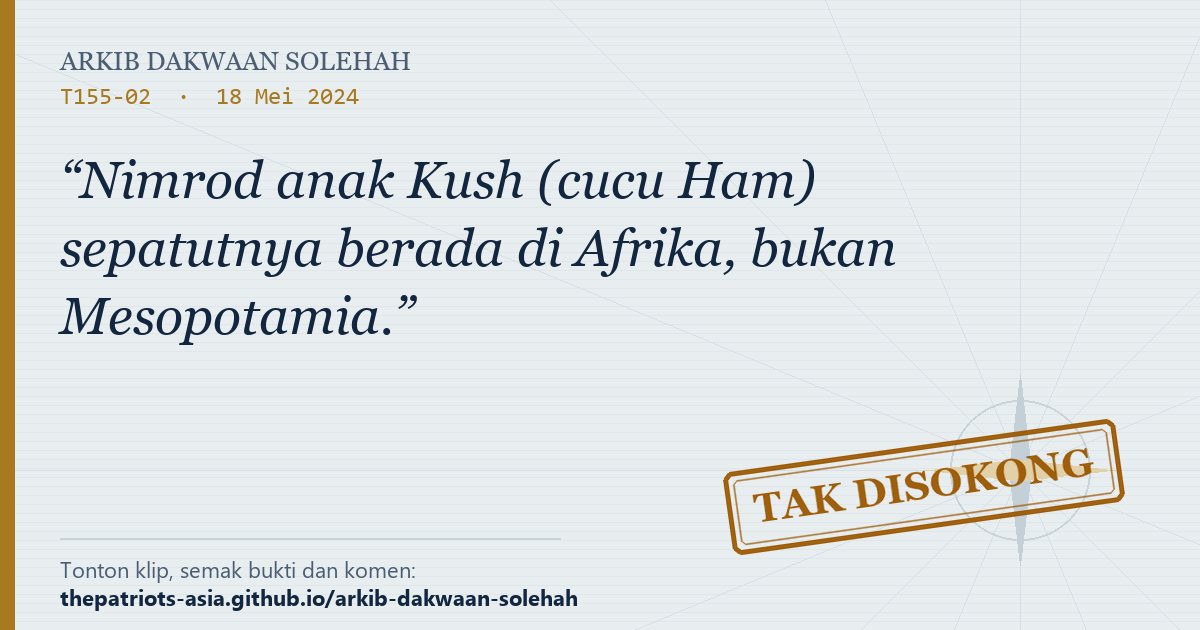 ARKIB DAKWAAN SOLEHAH
T155-02 · 18 Mei 2024
“Nimrod anak Kush (cucu Ham)
sepatutnya berada di Afrika, bukan
Mesopotamia.”
TAK DISOKONG
Tonton klip, semak bukti dan komen:
thepatriots-asia.github.io/arkib-dakwaan-solehah